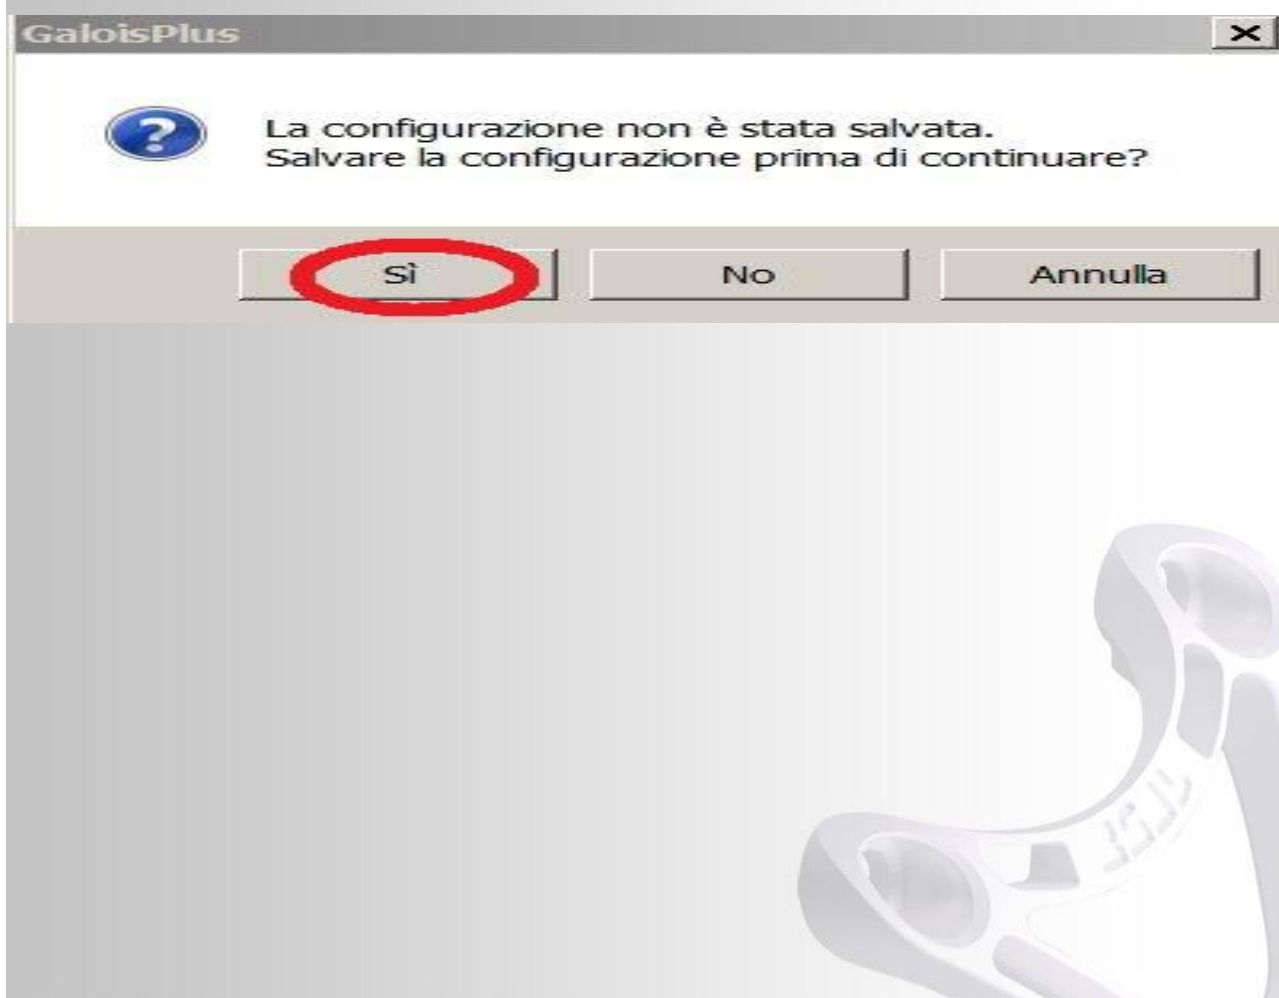 GaloisPlus
La configurazione non è stata salvata.
Salvare la configurazione prima di continuare?
Sì No Annulla